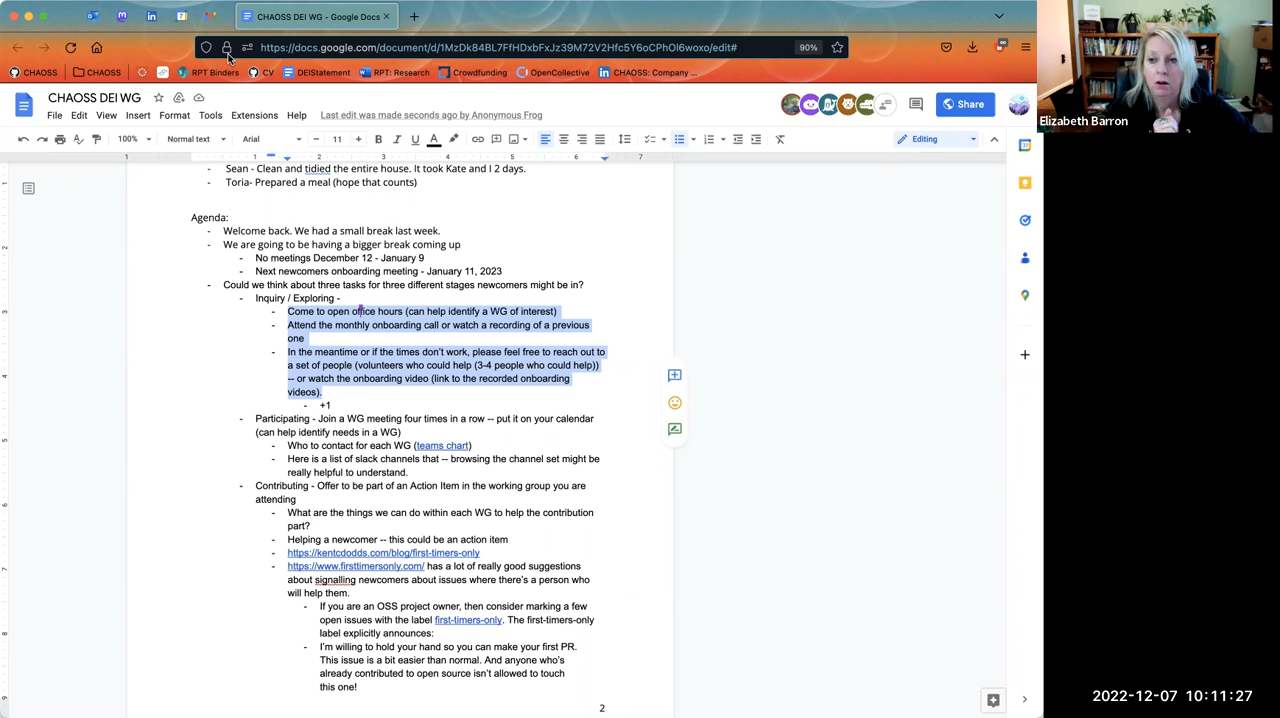 CHAOSS DEI WG - Google Docs
https://docs.google.com/document/d/1MzDk84BL7FfHDxbFxJz39M72V2Hfc5Y6oCPhOl6woxo/edit#
90%
CHAOSS
CHAOSS
RPT Binders
CV
DEIStatement
RPT: Research
Crowdfunding
OpenCollective
CHAOSS: Company ...
CHAOSS DEI WG
File Edit View Insert Format Tools Extensions Help
Last edit was made seconds ago by Anonymous Frog
Share
100% Normal text Arial 11 Editing
- Sean - Clean and tidied the entire house. It took Kate and I 2 days.
- Toria- Prepared a meal (hope that counts)
Agenda:
- Welcome back. We had a small break last week.
- We are going to be having a bigger break coming up
- No meetings December 12 - January 9
- Next newcomers onboarding meeting - January 11, 2023
- Could we think about three tasks for three different stages newcomers might be in?
- Inquiry / Exploring -
- Come to open office hours (can help identify a WG of interest)
- Attend the monthly onboarding call or watch a recording of a previous
one
- In the meantime or if the times don't work, please feel free to reach out to
a set of people (volunteers who could help (3-4 people who could help))
-- or watch the onboarding video (link to the recorded onboarding
videos).
- +1
- Participating - Join a WG meeting four times in a row -- put it on your calendar
(can help identify needs in a WG)
- Who to contact for each WG (teams chart)
- Here is a list of slack channels that -- browsing the channel set might be
really helpful to understand.
- Contributing - Offer to be part of an Action Item in the working group you are
attending
- What are the things we can do within each WG to help the contribution
part?
- Helping a newcomer -- this could be an action item
- https://kentcdodds.com/blog/first-timers-only
- https://www.firsttimersonly.com/ has a lot of really good suggestions
about signalling newcomers about issues where there's a person who
will help them.
- If you are an OSS project owner, then consider marking a few
open issues with the label first-timers-only. The first-timers-only
label explicitly announces:
- I'm willing to hold your hand so you can make your first PR.
This issue is a bit easier than normal. And anyone who's
already contributed to open source isn't allowed to touch
this one!
2
Elizabeth Barron
2022-12-07 10:11:27